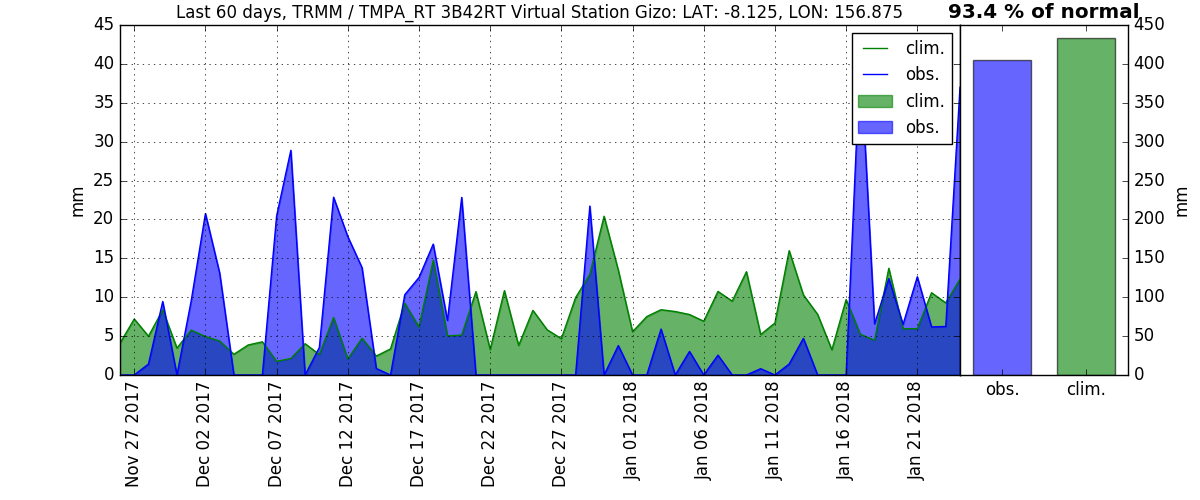 Last 60 days, TRMM / TMPA_RT 3B42RT Virtual Station Gizo: LAT: -8.125, LON: 156.875
93.4 % of normal
45
40
35
30
25
20
15
10
5
0
mm
clim.
obs.
clim.
obs.
450
400
350
300
250
200
150
100
50
0
mm
Nov 27 2017
Dec 02 2017
Dec 07 2017
Dec 12 2017
Dec 17 2017
Dec 22 2017
Dec 27 2017
Jan 01 2018
Jan 06 2018
Jan 11 2018
Jan 16 2018
Jan 21 2018
obs.
clim.